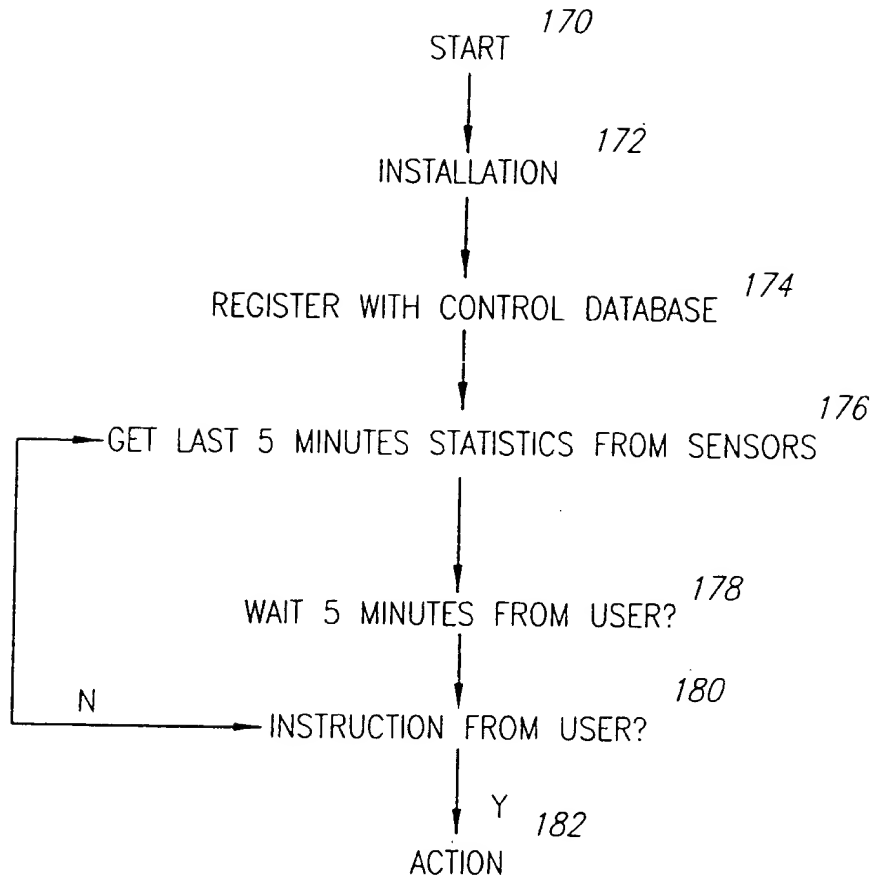 START 170
INSTALLATION 172
REGISTER WITH CONTROL DATABASE 174
GET LAST 5 MINUTES STATISTICS FROM SENSORS 176
WAIT 5 MINUTES FROM USER? 178
N
INSTRUCTION FROM USER? 180
Y
ACTION 182